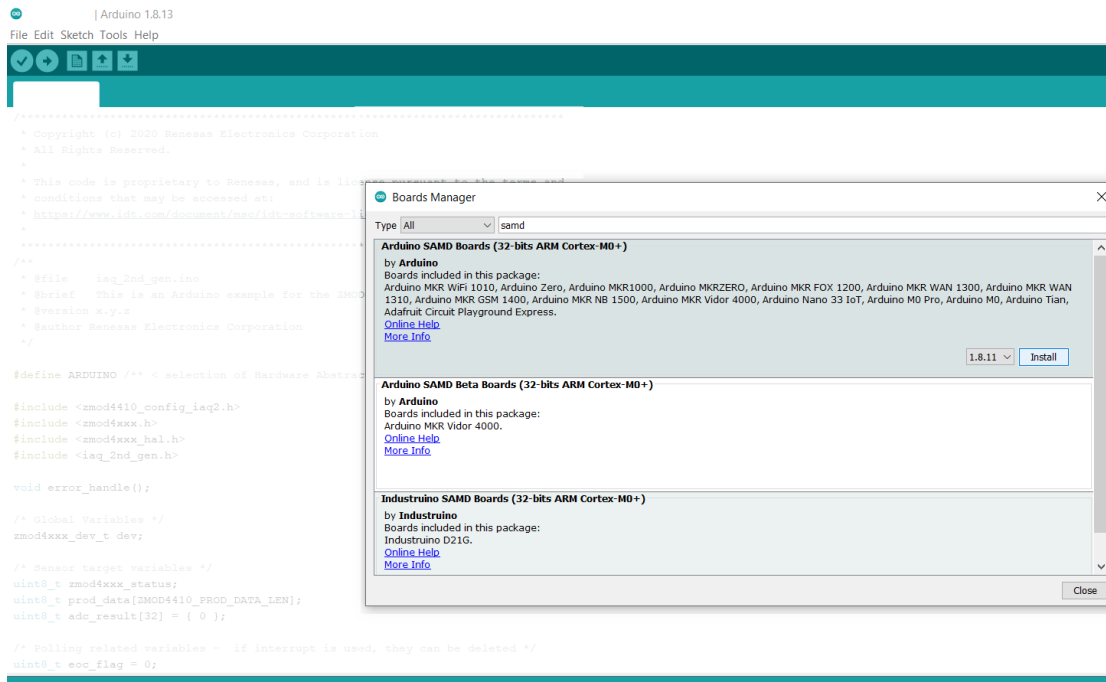 | Arduino 1.8.13
File Edit Sketch Tools Help
/******************************************************************************
* Copyright (c) 2020 Renesas Electronics Corporation
* All Rights Reserved.
*
* This code is proprietary to Renesas, and is license pursuant to the terms and
* conditions that may be accessed at:
* https://www.idt.com/document/msc/idt-software-li
*
/**
* @file iaq_2nd_gen.ino
* @brief This is an Arduino example for the ZMOD
* @version x.y.z
* @author Renesas Electronics Corporation
*/
#define ARDUINO /** < selection of Hardware Abstrac
#include <zmod4410_config_iaq2.h>
#include <zmod4xxx.h>
#include <zmod4xxx_hal.h>
#include <iaq_2nd_gen.h>
void error_handle();
/* Global Variables */
zmod4xxx_dev_t dev;
/* Sensor target variables */
uint8_t zmod4xxx_status;
uint8_t prod_data[ZMOD4410_PROD_DATA_LEN];
uint8_t adc_result[32] = { 0 };
/* Polling related variables - if interrupt is used, they can be deleted */
uint8_t eoc_flag = 0;
Boards Manager
Type All samd
Arduino SAMD Boards (32-bits ARM Cortex-M0+)
by Arduino
Boards included in this package:
Arduino MKR WiFi 1010, Arduino Zero, Arduino MKR1000, Arduino MKRZERO, Arduino MKR FOX 1200, Arduino MKR WAN 1300, Arduino MKR WAN
1310, Arduino MKR GSM 1400, Arduino MKR NB 1500, Arduino MKR Vidor 4000, Arduino Nano 33 IoT, Arduino M0 Pro, Arduino M0, Arduino Tian,
Adafruit Circuit Playground Express.
Online Help
More Info
1.8.11 Install
Arduino SAMD Beta Boards (32-bits ARM Cortex-M0+)
by Arduino
Boards included in this package:
Arduino MKR Vidor 4000.
Online Help
More Info
Industruino SAMD Boards (32-bits ARM Cortex-M0+)
by Industruino
Boards included in this package:
Industruino D21G.
Online Help
More Info
Close